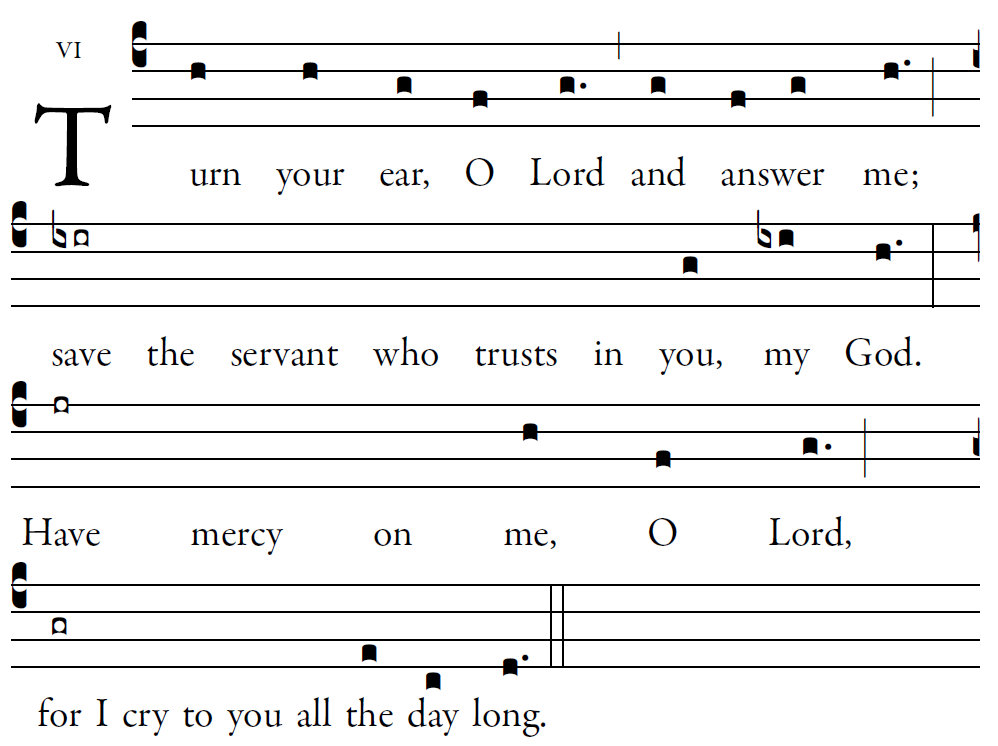 VI
Turn your ear, O Lord and answer me;
save the servant who trusts in you, my God.
Have mercy on me, O Lord,
for I cry to you all the day long.